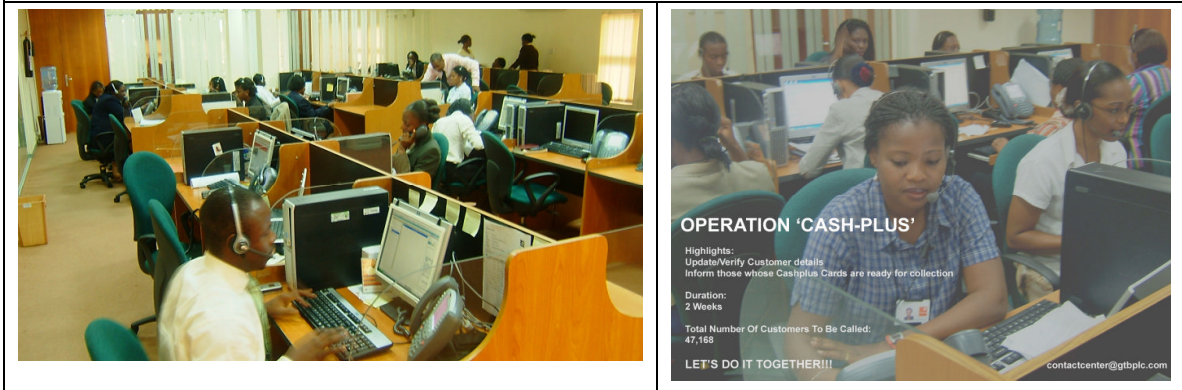 OPERATION ‘CASH-PLUS’
Highlights:
Update/Verify Customer details
Inform those whose Cashplus Cards are ready for collection
Duration:
2 Weeks
Total Number Of Customers To Be Called:
47,168
LET'S DO IT TOGETHER!!!
contactcenter@gtbplc.com